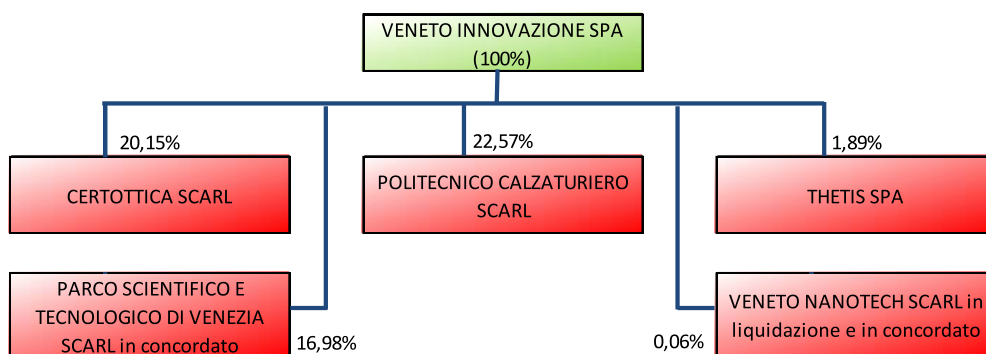 VENETO INNOVAZIONE SPA
(100%)
20,15%
22,57%
1,89%
CERTOTTICA SCARL
POLITECNICO CALZATURIERO
SCARL
THETIS SPA
PARCO SCIENTIFICO E
TECNOLOGICO DI VENEZIA
SCARL in concordato
16,98%
0,06%
VENETO NANOTECH SCARL in
liquidazione e in concordato